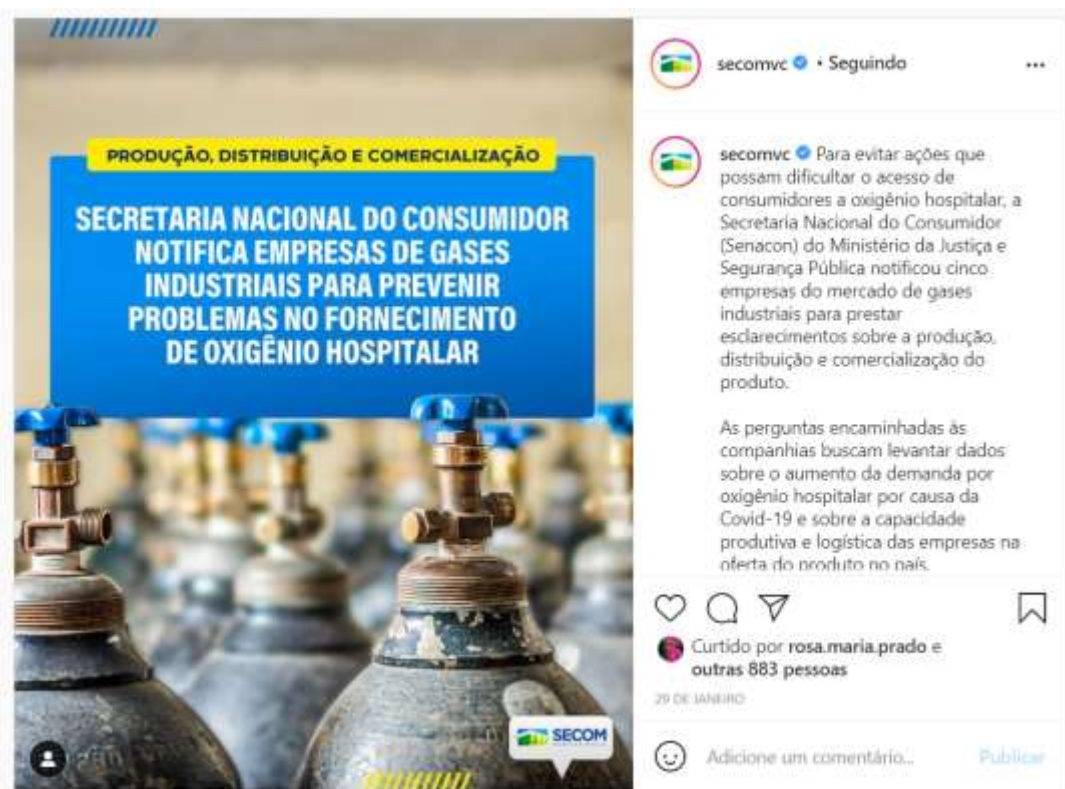 PRODUÇÃO, DISTRIBUIÇÃO E COMERCIALIZAÇÃO
SECRETARIA NACIONAL DO CONSUMIDOR
NOTIFICA EMPRESAS DE GASES
INDUSTRIAIS PARA PREVENIR
PROBLEMAS NO FORNECIMENTO
DE OXIGÊNIO HOSPITALAR
SECOM
secomvc • Seguindo
secomvc Para evitar ações que
possam dificultar o acesso de
consumidores a oxigênio hospitalar, a
Secretaria Nacional do Consumidor
(Senacon) do Ministério da Justiça e
Segurança Pública notificou cinco
empresas do mercado de gases
industriais para prestar
esclarecimentos sobre a produção,
distribuição e comercialização do
produto.
As perguntas encaminhadas às
companhias buscam levantar dados
sobre o aumento da demanda por
oxigênio hospitalar por causa da
Covid-19 e sobre a capacidade
produtiva e logística das empresas na
oferta do produto no país.
Curtido por rosa.maria.prado e
outras 883 pessoas
29 DE JANEIRO
Adicione um comentário... Publicar